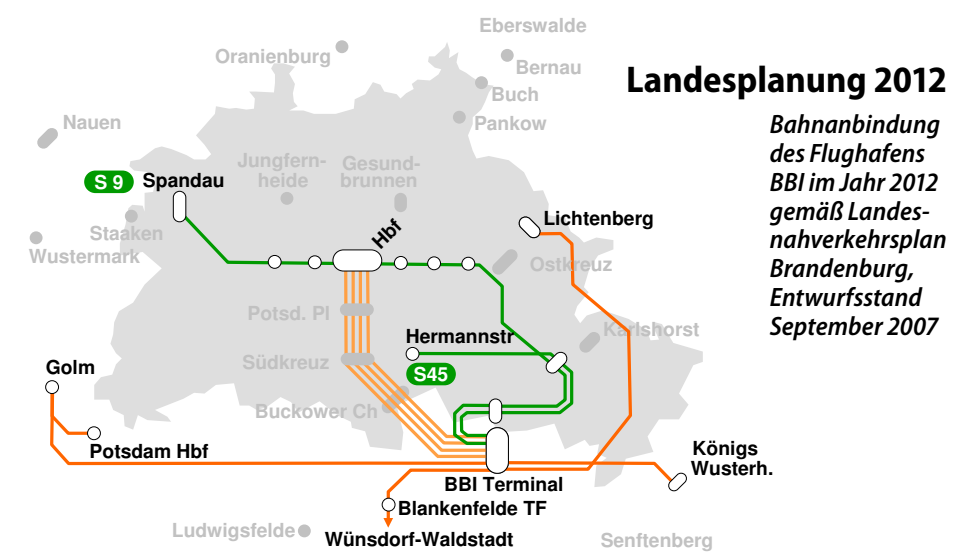 Eberswalde
Oranienburg
Bernau
Landesplanung 2012
Buch
Nauen
Pankow
Bahnanbindung
des Flughafens
BBI im Jahr 2012
gemäß Landes-
nahverkehrsplan
Brandenburg,
Entwurfsstand
September 2007
Jungfern-
heide
Gesund-
brunnen
S 9 Spandau
Lichtenberg
Staaken
Hbf
Wustermark
Ostkreuz
Potsd. Pl
Hermannstr
Karlshorst
Südkreuz
Golm
S45
Buckower Ch
Potsdam Hbf
Königs
Wusterh.
BBI Terminal
Blankenfelde TF
Ludwigsfelde
Wünsdorf-Waldstadt
Senftenberg